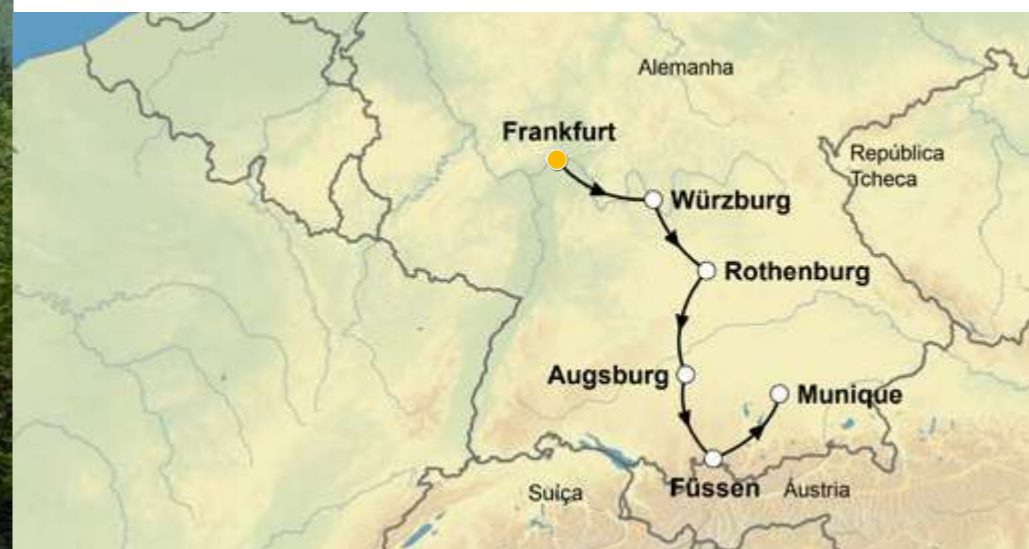 Alemanha
Frankfurt
República
Tcheca
Würzburg
Rothenburg
Augsburg
Munique
Füssen
Áustria
Suíça